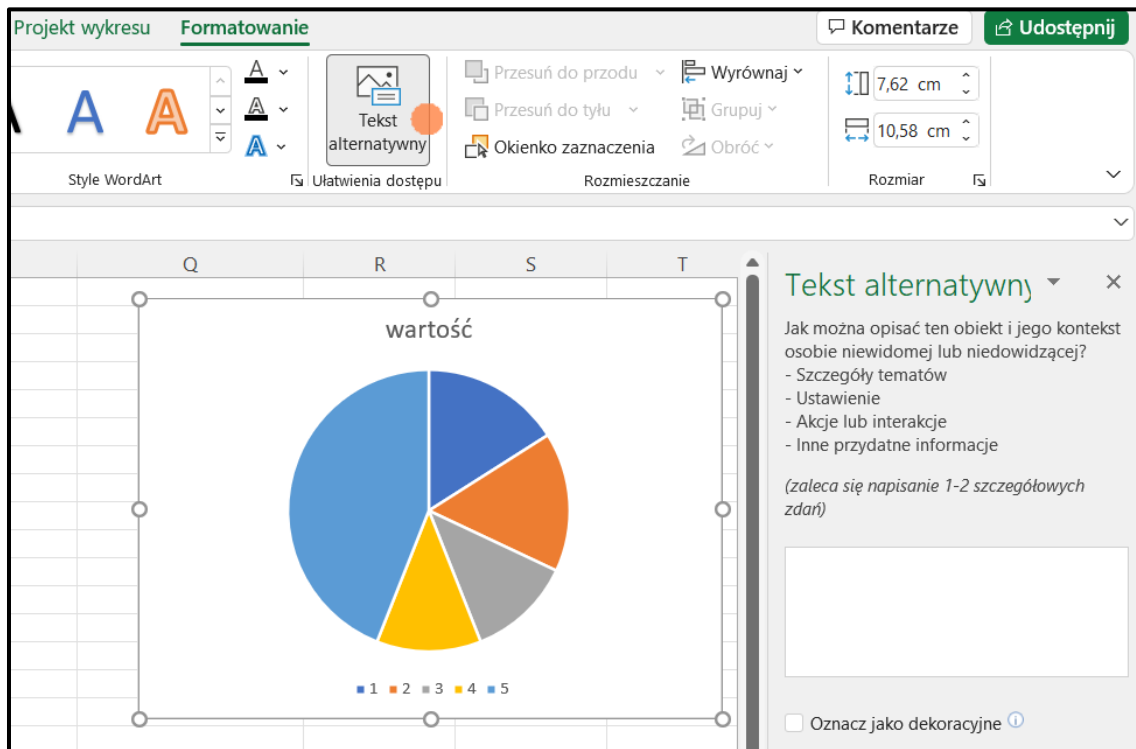 Projekt wykresu Formatowanie Komentarze Udostępnij
A A A A
A
A
Tekst
alternatywny
Przesuń do przodu
Przesuń do tyłu
Okienko zaznaczenia
Wyrównaj
Grupuj
Obróć
7,62 cm
10,58 cm
Style WordArt Ułatwienia dostępu Rozmieszczanie Rozmiar
Q R S T
wartość
1 2 3 4 5
Tekst alternatywny
Jak można opisać ten obiekt i jego kontekst
osobie niewidomej lub niedowidzącej?
- Szczegóły tematów
- Ustawienie
- Akcje lub interakcje
- Inne przydatne informacje
(zaleca się napisanie 1-2 szczegółowych
zdań)
Oznacz jako dekoracyjne